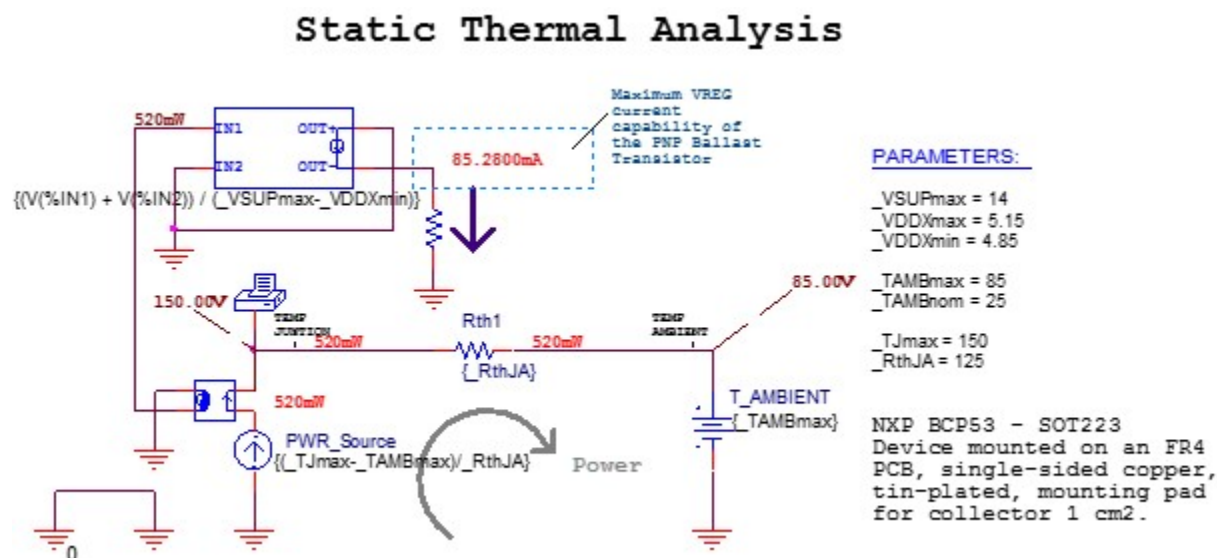 Static Thermal Analysis
Maximum VREG
current
capability of
the PNP Ballast
Transistor
520mW
IN1
OUT+
IN2
OUT-
85.2800mA
{(V(%IN1) + V(%IN2)) / (_VSUPmax-_VDDXmin)}
PARAMETERS:
_VSUPmax = 14
_VDDXmax = 5.15
_VDDXmin = 4.85
_TAMBmax = 85
_TAMBnom = 25
_TJmax = 150
_RthJA = 125
150.00V
85.00V
TEMP
JUNTION
520mW
Rth1
{_RthJA}
520mW
TEMP
AMBIENT
520mW
PWR_Source
{(_TJmax-_TAMBmax)/_RthJA}
Power
T_AMBIENT
{_TAMBmax}
NXP BCP53 - SOT223
Device mounted on an FR4
PCB, single-sided copper,
tin-plated, mounting pad
for collector 1 cm2.
0